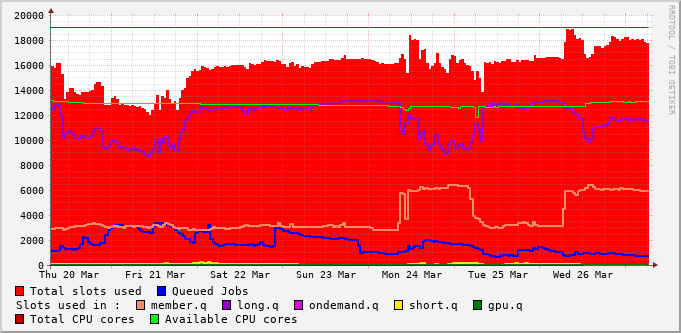 20000
18000
16000
14000
12000
10000
8000
6000
4000
2000
0
Thu 20 Mar Fri 21 Mar Sat 22 Mar Sun 23 Mar Mon 24 Mar Tue 25 Mar Wed 26 Mar
Total slots used Queued Jobs
Slots used in : member.q long.q ondemand.q short.q gpu.q
Total CPU cores Available CPU cores
RRDTOOL / TOBI OETIKER